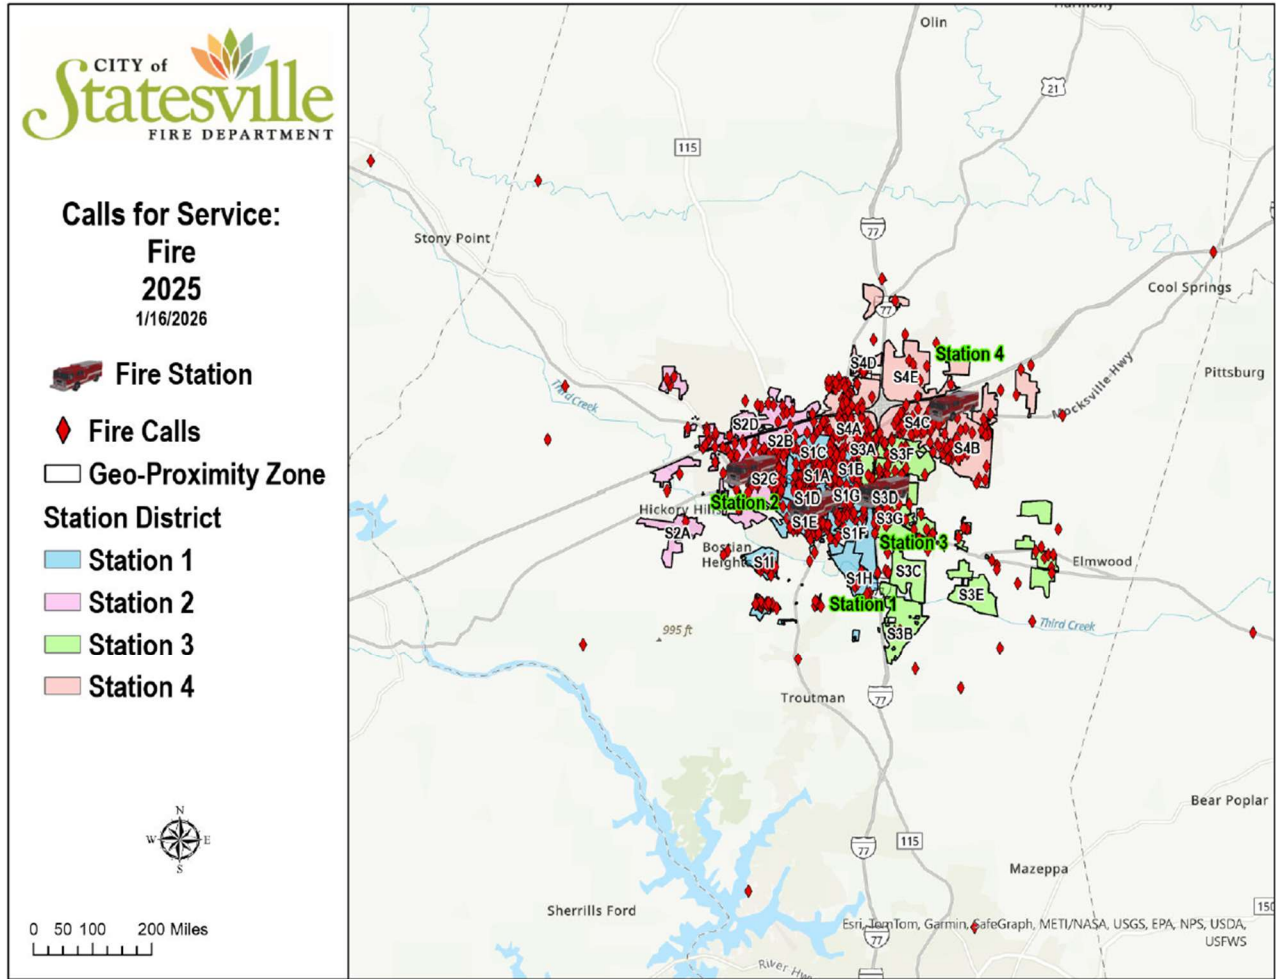 CITY of
Statesville
FIRE DEPARTMENT
Calls for Service:
Fire
2025
1/16/2026
Fire Station
Fire Calls
Geo-Proximity Zone
Station District
Station 1
Station 2
Station 3
Station 4
N
W E
S
0 50 100 200 Miles
Olin
21
115
Stony Point
77
Cool Springs
77
Station 4
S4D
S4E
Pittsburg
Third Creek
Mocksville Hwy
S2D
S4A
S4C
S2B
S3A
S4B
S1C
S3F
S1B
S2C
S1A
S1D
S1G
S3D
Station 2
Hickory Hills
S1E
S3G
S2A
S1F
Station 3
Bostian
Heights
S1I
Elmwood
S3C
S1H
S3E
Station 1
Third Creek
995 ft
S3B
Troutman
77
Bear Poplar
77
115
Mazeppa
Sherrills Ford
150
Esri, TomTom, Garmin, SafeGraph, METI/NASA, USGS, EPA, NPS, USDA,
USFWS
77
River Hwy
77